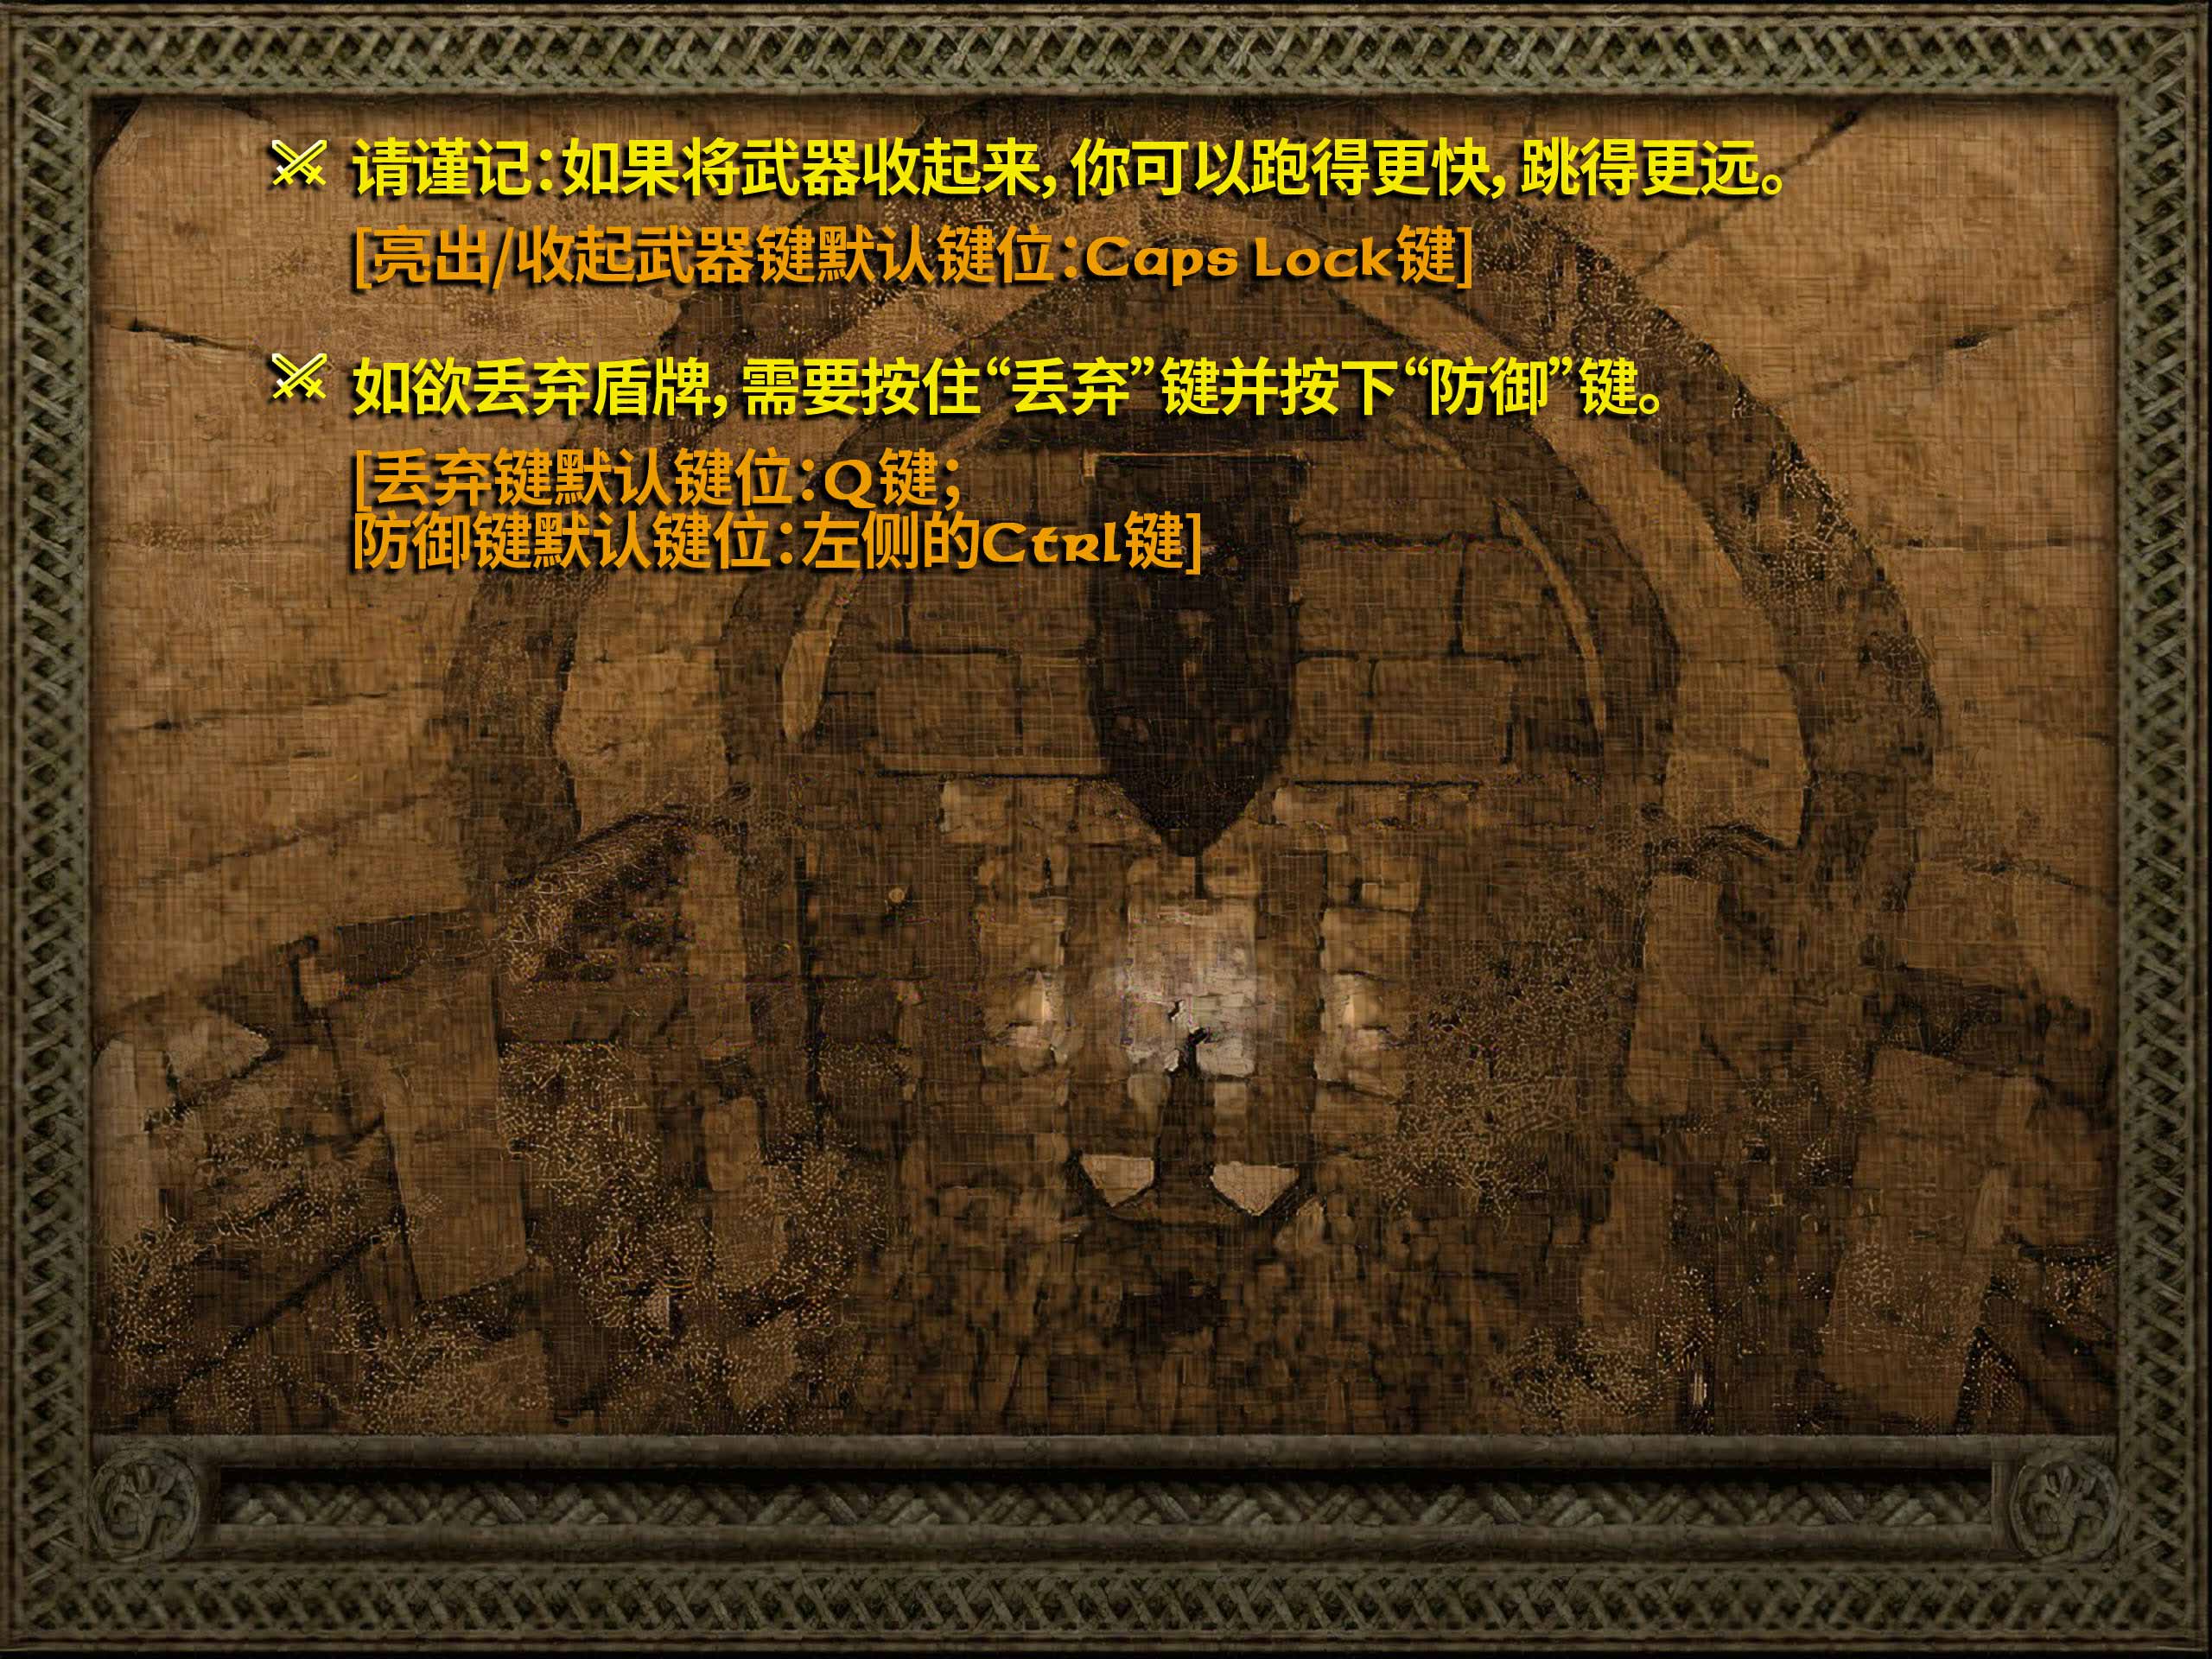 请谨记：如果将武器收起来，你可以跑得更快，跳得更远。
[亮出/收起武器键默认键位：Caps Lock键]
如欲丢弃盾牌，需要按住“丢弃”键并按下“防御”键。
[丢弃键默认键位：Q键；
防御键默认键位：左侧的Ctrl键]